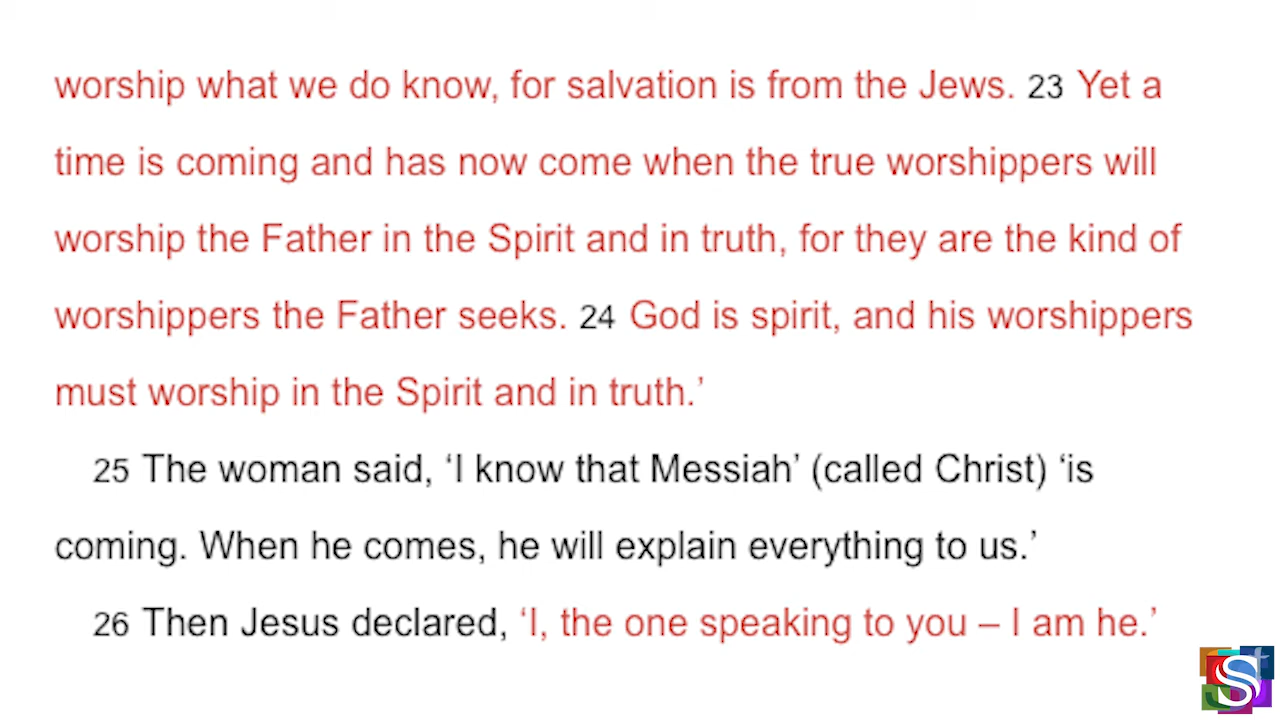 worship what we do know, for salvation is from the Jews. 23 Yet a
time is coming and has now come when the true worshippers will
worship the Father in the Spirit and in truth, for they are the kind of
worshippers the Father seeks. 24 God is spirit, and his worshippers
must worship in the Spirit and in truth.’
25 The woman said, ‘I know that Messiah’ (called Christ) ‘is
coming. When he comes, he will explain everything to us.’
26 Then Jesus declared, ‘I, the one speaking to you – I am he.’